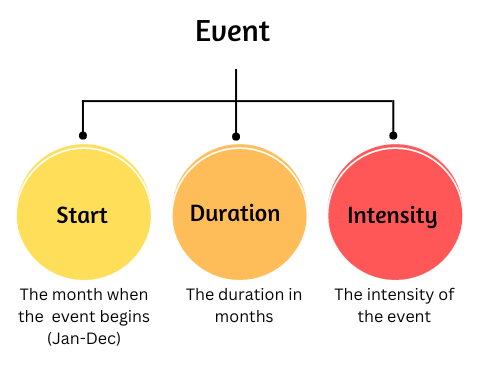 Event
Start
Duration
Intensity
The month when
the event begins
(Jan-Dec)
The duration in
months
The intensity of
the event